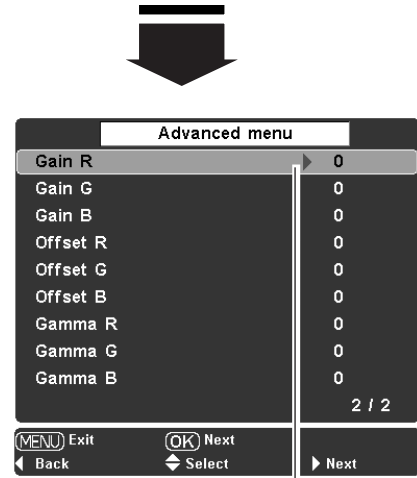 Advanced menu
Gain R 0
Gain G 0
Gain B 0
Offset R 0
Offset G 0
Offset B 0
Gamma R 0
Gamma G 0
Gamma B 0
2 / 2
MENU Exit OK Next
Back Select Next